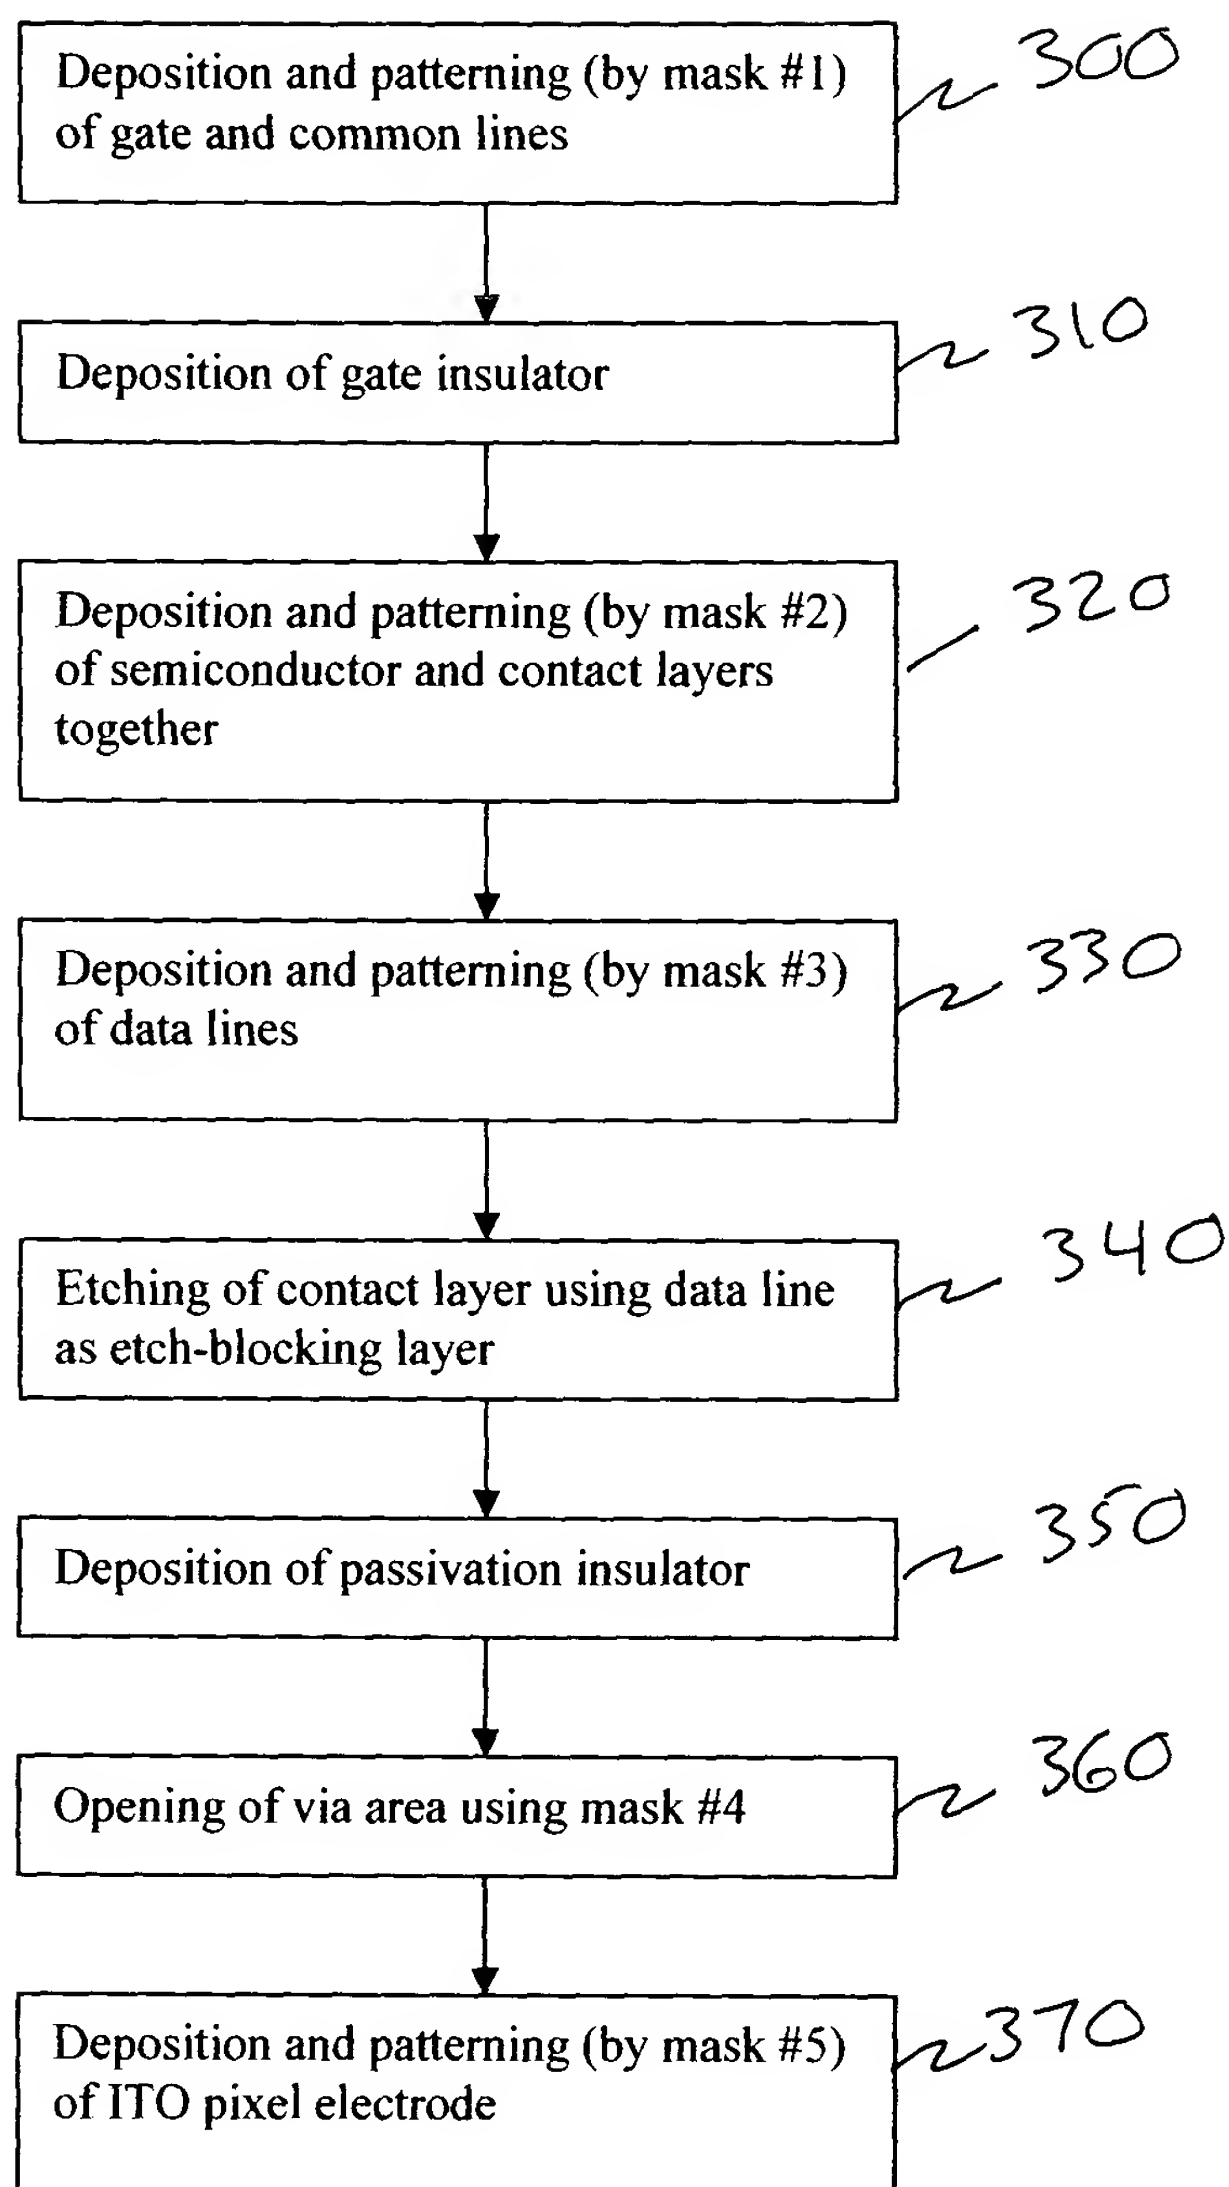 Deposition and patterning (by mask #1) 300
of gate and common lines
Deposition of gate insulator 310
Deposition and patterning (by mask #2) 320
of semiconductor and contact layers
together
Deposition and patterning (by mask #3) 330
of data lines
Etching of contact layer using data line 340
as etch-blocking layer
Deposition of passivation insulator 350
Opening of via area using mask #4 360
Deposition and patterning (by mask #5) 370
of ITO pixel electrode